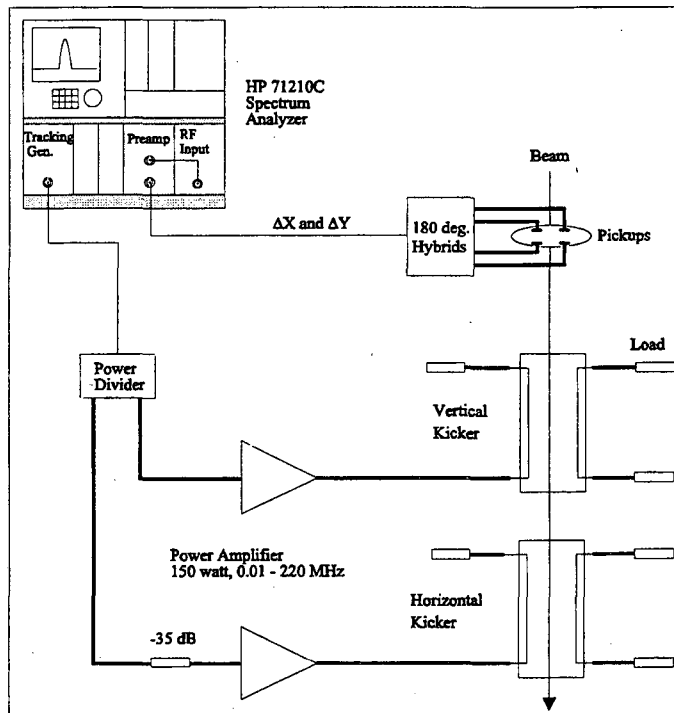 HP 71210C
Spectrum
Analyzer
Tracking
Gen.
Preamp
RF
Input
Beam
ΔX and ΔY
180 deg.
Hybrids
Pickups
Power
Divider
Load
Vertical
Kicker
Power Amplifier
150 watt, 0.01 - 220 MHz
Horizontal
Kicker
-35 dB